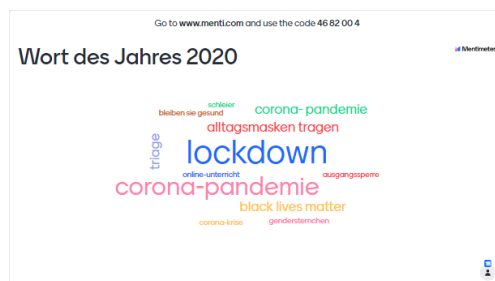 Go to www.menti.com and use the code 46 82 00 4
Wort des Jahres 2020
Mentimeter
schleier
bleiben sie gesund
corona- pandemie
alltagsmasken tragen
triage
lockdown
online-unterricht
ausgangssperre
corona-pandemie
black lives matter
corona-krise
gendersternchen